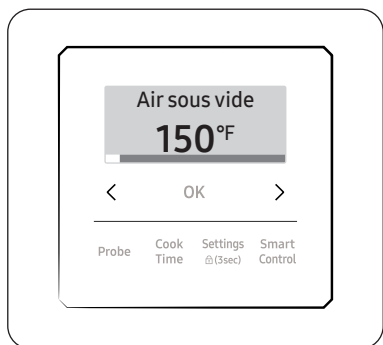 Air sous vide
150°F
OK
Probe
Cook Time
Settings
(3sec)
Smart Control